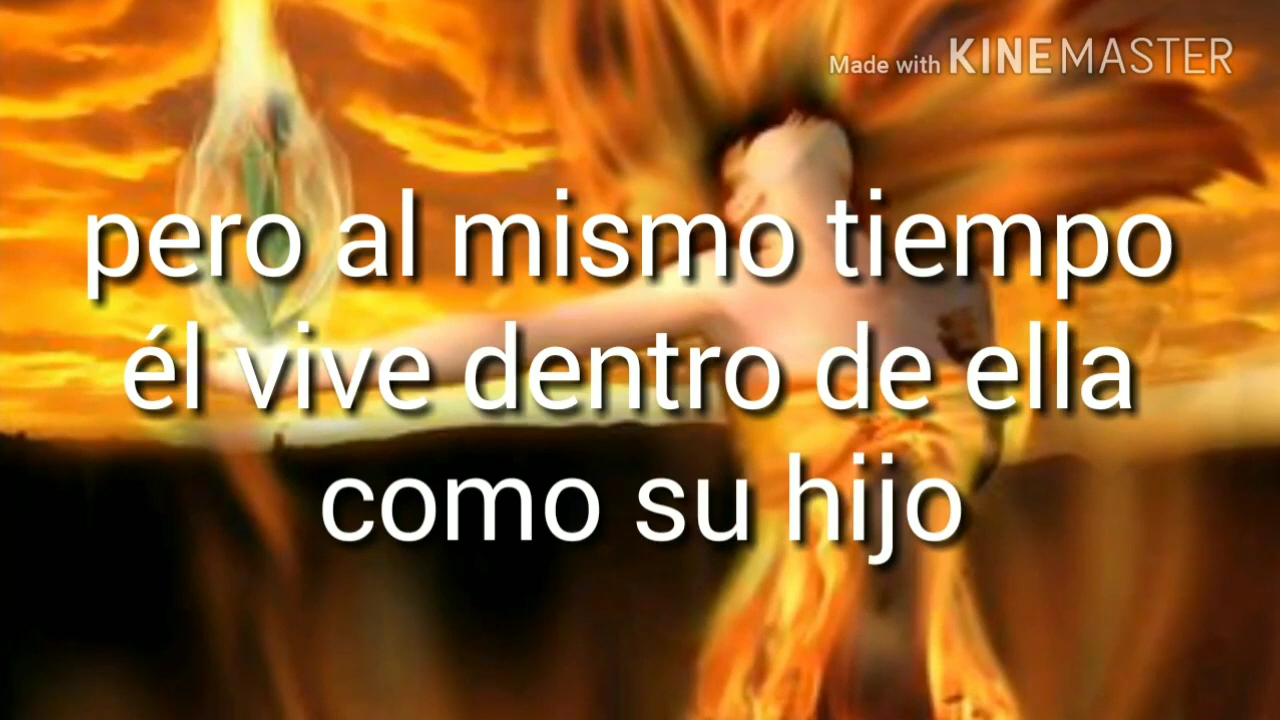 Made with KINEMASTER
pero al mismo tiempo
él vive dentro de ella
como su hijo